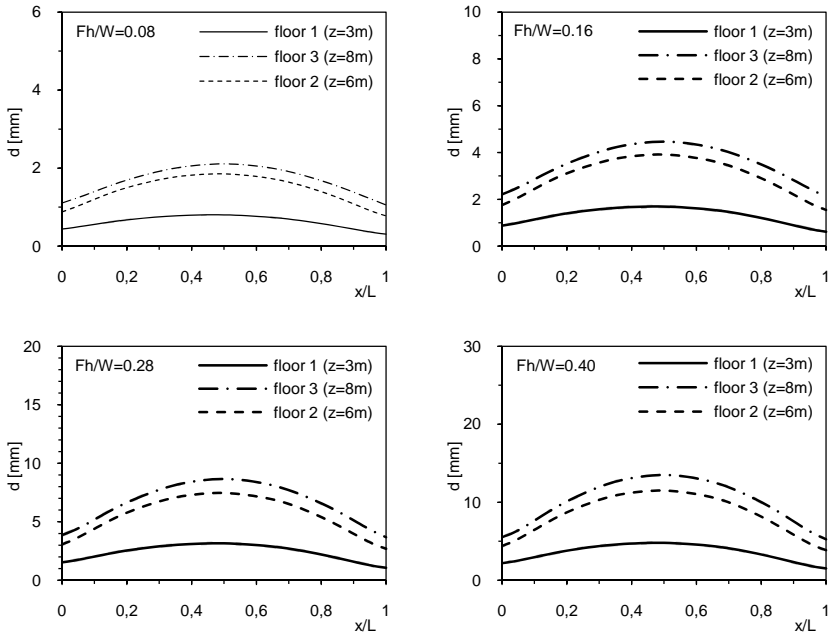 Fh/W=0.08
floor 1 (z=3m)
floor 3 (z=8m)
floor 2 (z=6m)
d [mm]
6
4
2
0
0 0,2 0,4 0,6 0,8 1
x/L
Fh/W=0.16
floor 1 (z=3m)
floor 3 (z=8m)
floor 2 (z=6m)
d [mm]
10
8
6
4
2
0
0 0,2 0,4 0,6 0,8 1
x/L
Fh/W=0.28
floor 1 (z=3m)
floor 3 (z=8m)
floor 2 (z=6m)
d [mm]
20
15
10
5
0
0 0,2 0,4 0,6 0,8 1
x/L
Fh/W=0.40
floor 1 (z=3m)
floor 3 (z=8m)
floor 2 (z=6m)
d [mm]
30
20
10
0
0 0,2 0,4 0,6 0,8 1
x/L